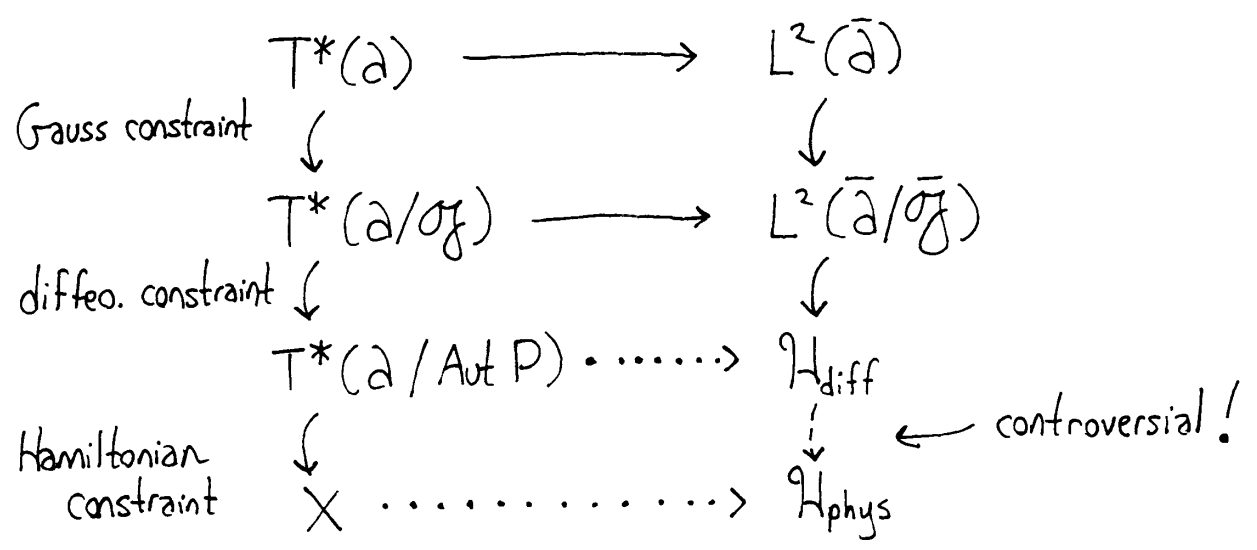 T*(𝒶) ⟶ L²(𝒶̄)
Gauss constraint
T*(𝒶/𝔤) ⟶ L²(𝒶̄/𝔤̄)
diffeo. constraint
T*(𝒶/Aut P) ·······> ℋdiff
controversial!
Hamiltonian
constraint
X ············> ℋphys